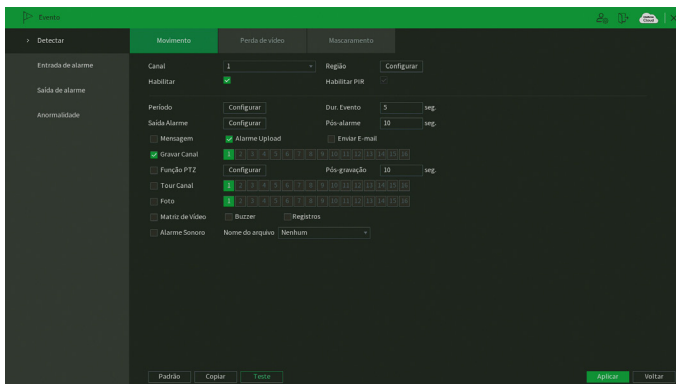 Evento
Detectar
Movimento Perda de vídeo Mascaramento
Entrada de alarme
Saída de alarme
Anormalidade
Canal 1 Região Configurar
Habilitar Habilitar PIR
Período Configurar Dur. Evento 5 seg.
Saída Alarme Configurar Pós-alarme 10 seg.
Mensagem Alarme Upload Enviar E-mail
Gravar Canal 1 2 3 4 5 6 7 8 9 10 11 12 13 14 15 16
Função PTZ Configurar Pós-gravação 10 seg.
Tour Canal 1 2 3 4 5 6 7 8 9 10 11 12 13 14 15 16
Foto 1 2 3 4 5 6 7 8 9 10 11 12 13 14 15 16
Matriz de Vídeo Buzzer Registros
Alarme Sonoro Nome do arquivo Nenhum
Padrão Copiar Teste Aplicar Voltar